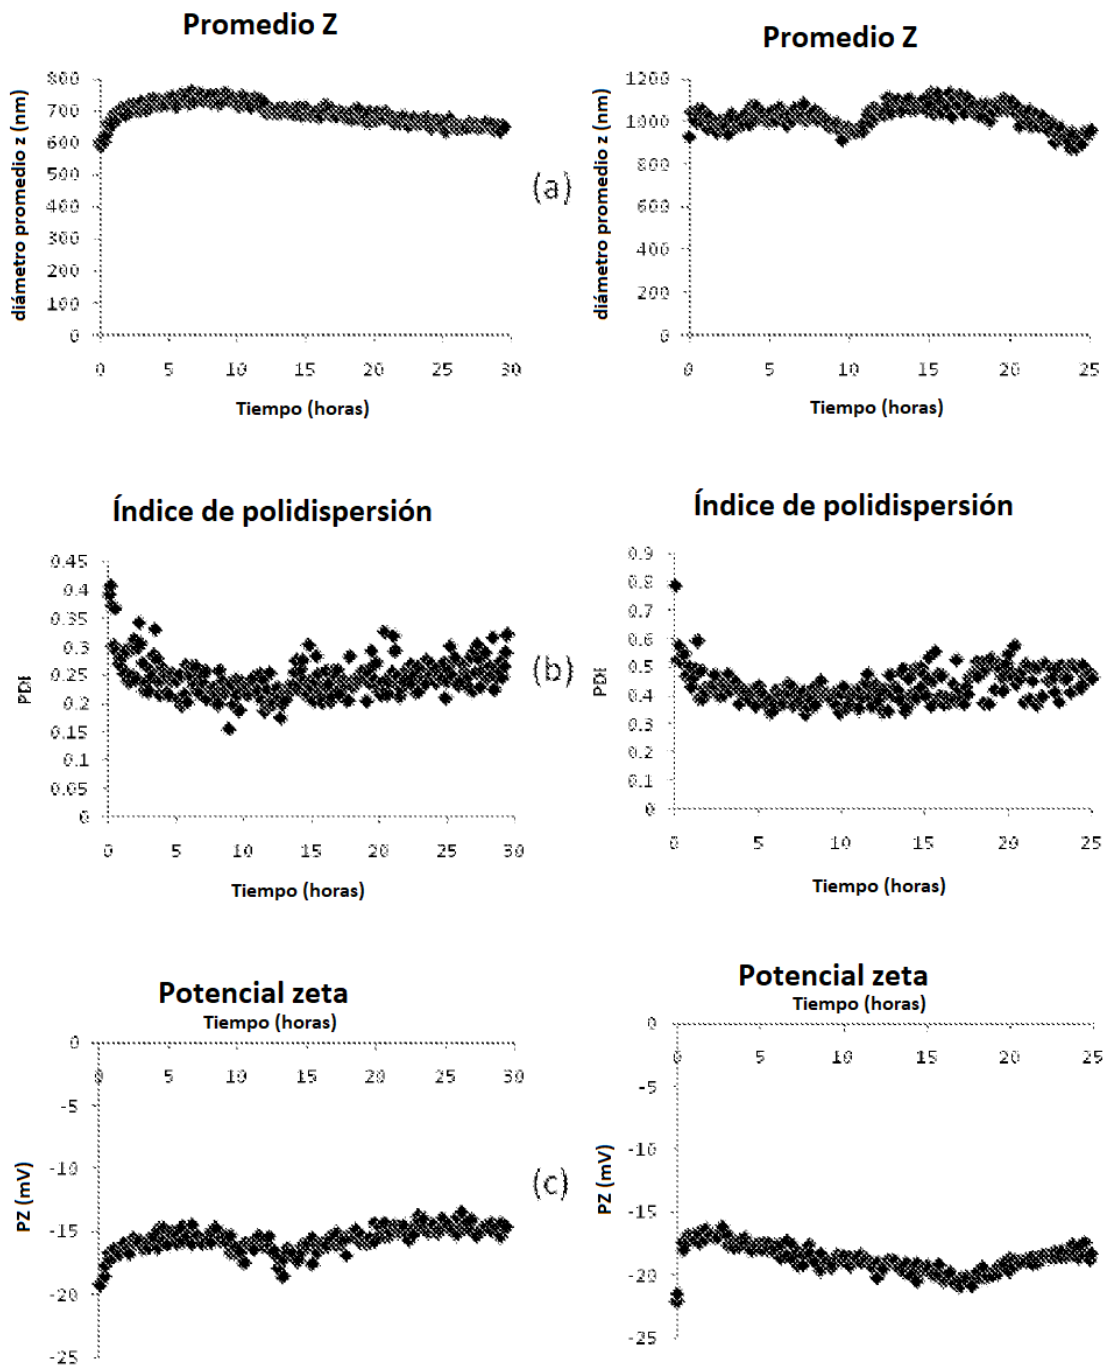 Promedio Z
Promedio Z
diámetro promedio z (nm)
800
700
600
500
400
300
200
100
0
0 5 10 15 20 25 30
Tiempo (horas)
(a)
diámetro promedio z (nm)
1200
1000
800
600
400
200
0
0 5 10 15 20 25
Tiempo (horas)
Índice de polidispersión
Índice de polidispersión
PDI
0.45
0.4
0.35
0.3
0.25
0.2
0.15
0.1
0.05
0
0 5 10 15 20 25 30
Tiempo (horas)
(b)
PDI
0.9
0.8
0.7
0.6
0.5
0.4
0.3
0.2
0.1
0
0 5 10 15 20 25
Tiempo (horas)
Potencial zeta
Tiempo (horas)
Potencial zeta
Tiempo (horas)
PZ (mV)
0
-5
-10
-15
-20
-25
0 5 10 15 20 25 30
(c)
PZ (mV)
0
-5
-10
-15
-20
-25
0 5 10 15 20 25